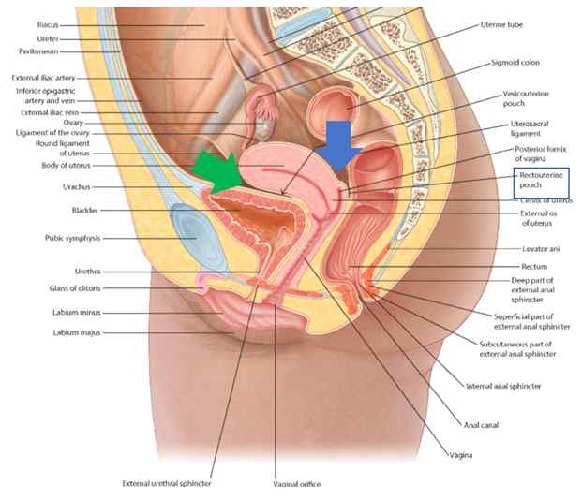 Iliacus
Ureter
Peritoneum
External iliac artery
Inferior epigastric
artery and vein
External iliac vein
Ovary
Ligament of the ovary
Round ligament
of uterus
Body of uterus
Urachus
Bladder
Pubic symphysis
Urethra
Glans of clitoris
Labium minus
Labium majus
External urethral sphincter
Vaginal orifice
Uterine tube
Sigmoid colon
Vesicouterine
pouch
Uterosacral
ligament
Posterior fornix
of vagina
Rectouterine
pouch
Cervix of uterus
External os
of uterus
Levator ani
Rectum
Deep part of
external anal
sphincter
Superficial part of
external anal sphincter
Subcutaneous part of
external anal sphincter
Internal anal sphincter
Anal canal
Vagina